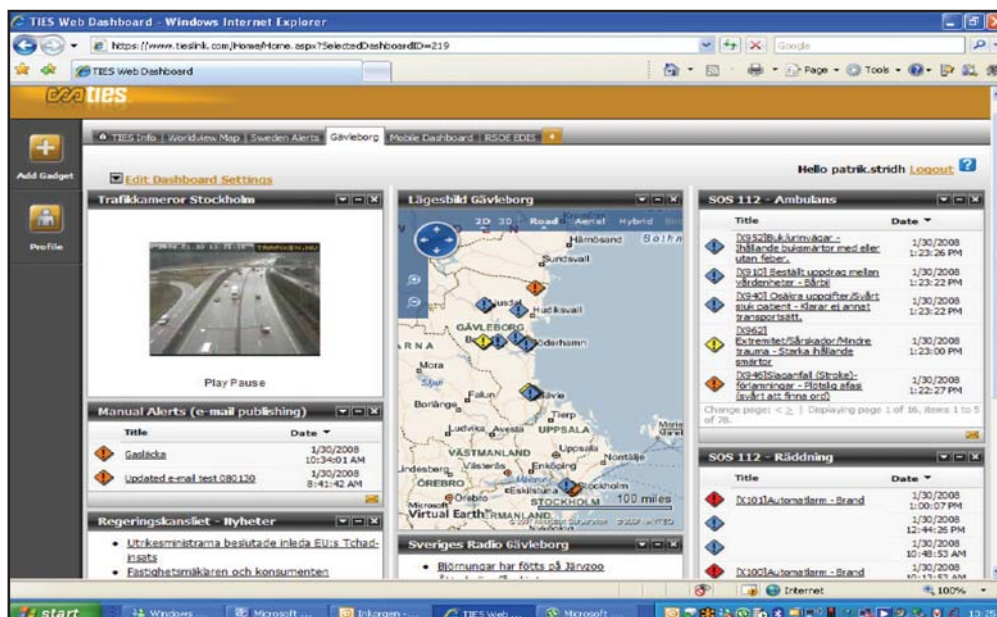 TIES Web Dashboard - Windows Internet Explorer
https://www.tieslink.com/Home/Home.aspx?SelectedDashboardID=219
Google
TIES Web Dashboard
Page
Tools
ties
TIES Info | Worldview Map | Sweden Alerts | Gävleborg | Mobile Dashboard | RSOE EDIS
Add Gadget
Profile
Hello patrik.stridh Logout
Edit Dashboard Settings
Trafikkameror Stockholm
Play Pause
Manual Alerts (e-mail publishing)
Title Date
Gasläcka 1/30/2008
10:34:01 AM
Updated e-mail test 080130 1/30/2008
8:41:42 AM
Regeringskansliet - Nyheter
Utrikesministrarna beslutade inleda EU:s Tchad-
insats
Fastighetsmäklaren och konsumenten
Lägesbild Gävleborg
2D 3D Road Aerial Hybrid
Härnösand
Sundsvall
Hudiksvall
GÄVLEBORG
Söderhamn
Mora
Siljan
Falun
Borlänge
Gävle
Tierp
Ludvika
Avesta
UPPSALA
Uppsala
VÄSTMANLAND
Norrtälje
Lindesberg
Västerås
Enköping
ÖREBRO
Örebro
Eskilstuna
Stockholm
STOCKHOLM
100 miles
Microsoft
Virtual Earth
Sveriges Radio Gävleborg
Björnungar har fötts på Järvzoo
SOS 112 - Ambulans
Title Date
[X952]Buk/urinvägar -
Ihållande buksmärtor med eller
utan feber.
1/30/2008
1:23:26 PM
[X910] Beställt uppdrag mellan
vårdenheter - Bårbil
1/30/2008
1:23:22 PM
[X940] Osäkra uppgifter/Svårt
sjuk patient - Klarar ej annat
transportsätt.
1/30/2008
1:23:22 PM
[X962]
Extremitet/Sårskador/Mindre
trauma - Starka ihållande
smärtor
1/30/2008
1:23:00 PM
[X946]Slaganfall (Stroke)-
förlamningar - Plötslig afasi
(svårt att finna ord)
1/30/2008
1:22:27 PM
Change page: < > | Displaying page 1 of 16, items 1 to 5
of 78.
SOS 112 - Räddning
Title Date
[X101]Automatlarm - Brand 1/30/2008
1:00:07 PM
1/30/2008
12:44:26 PM
1/30/2008
10:48:53 AM
[X100]Automatlarm - Brand 1/30/2008
Internet
100%
start
Windows ...
Microsoft ...
Inkorgen - ...
TIES Web ...
Microsoft ...